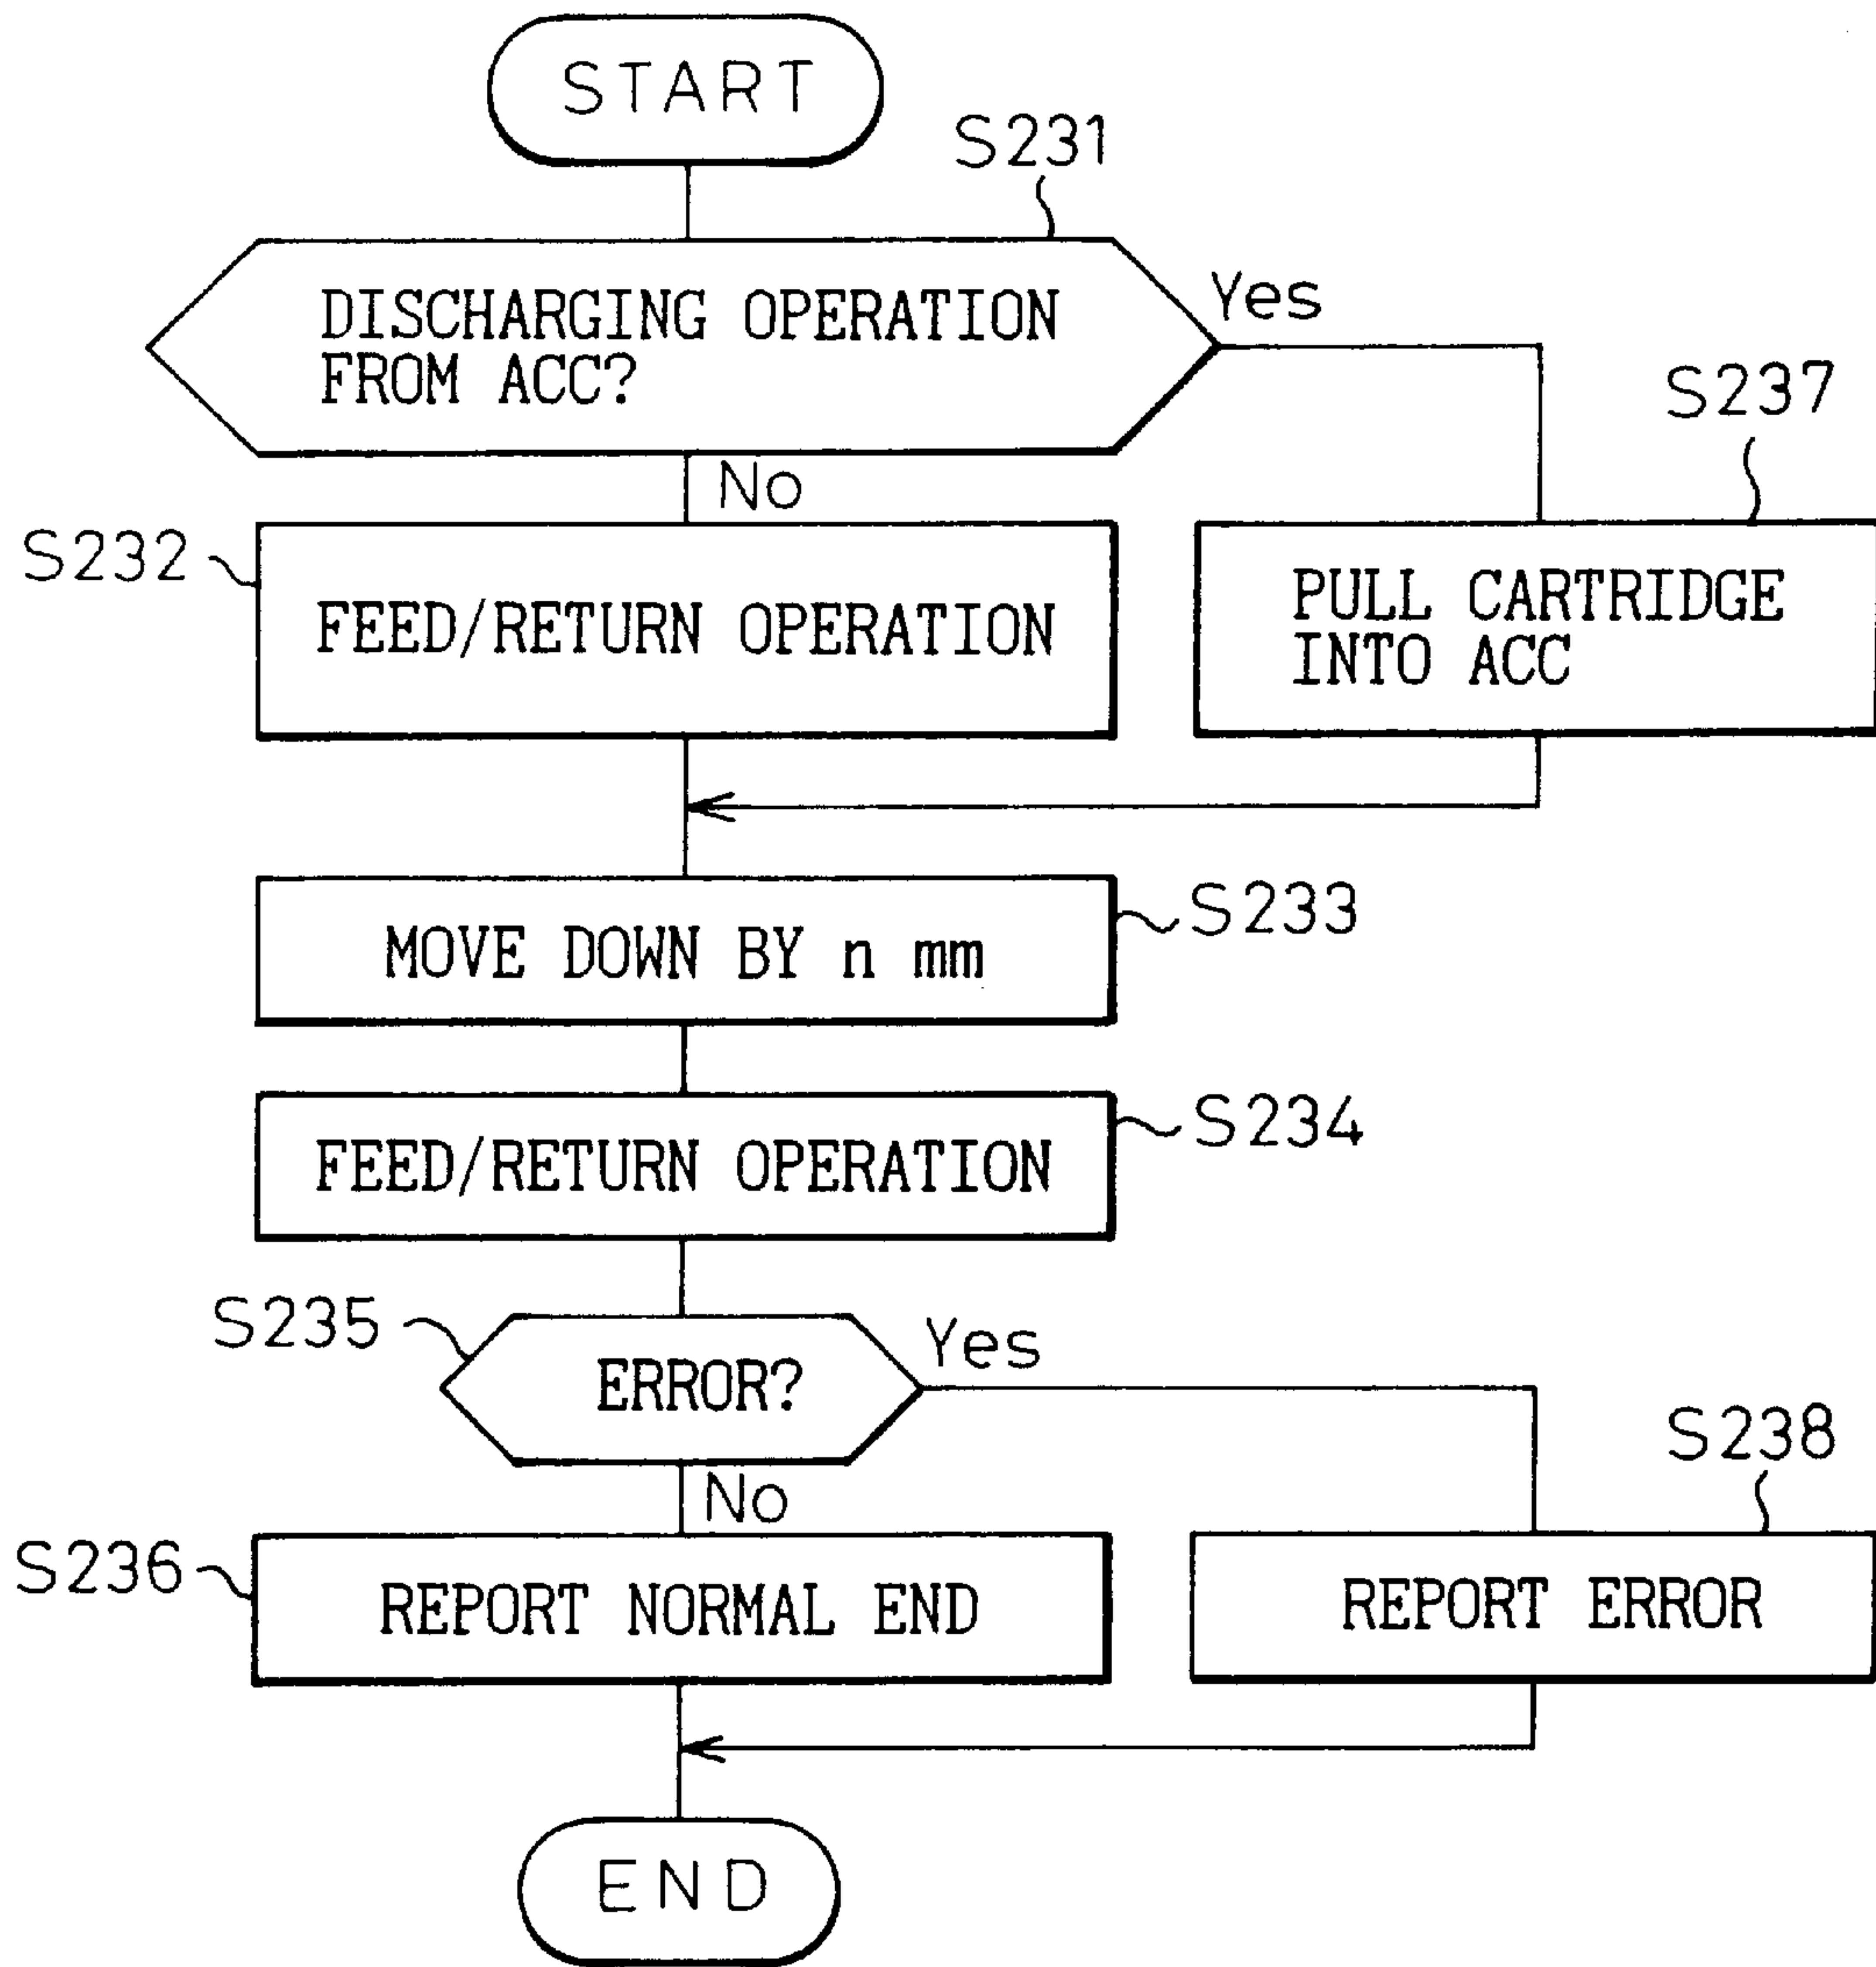 START
S231
DISCHARGING OPERATION
FROM ACC?
Yes
No
S237
S232
FEED/RETURN OPERATION
PULL CARTRIDGE
INTO ACC
MOVE DOWN BY n mm
S233
FEED/RETURN OPERATION
S234
S235
ERROR?
Yes
No
S238
S236
REPORT NORMAL END
REPORT ERROR
END